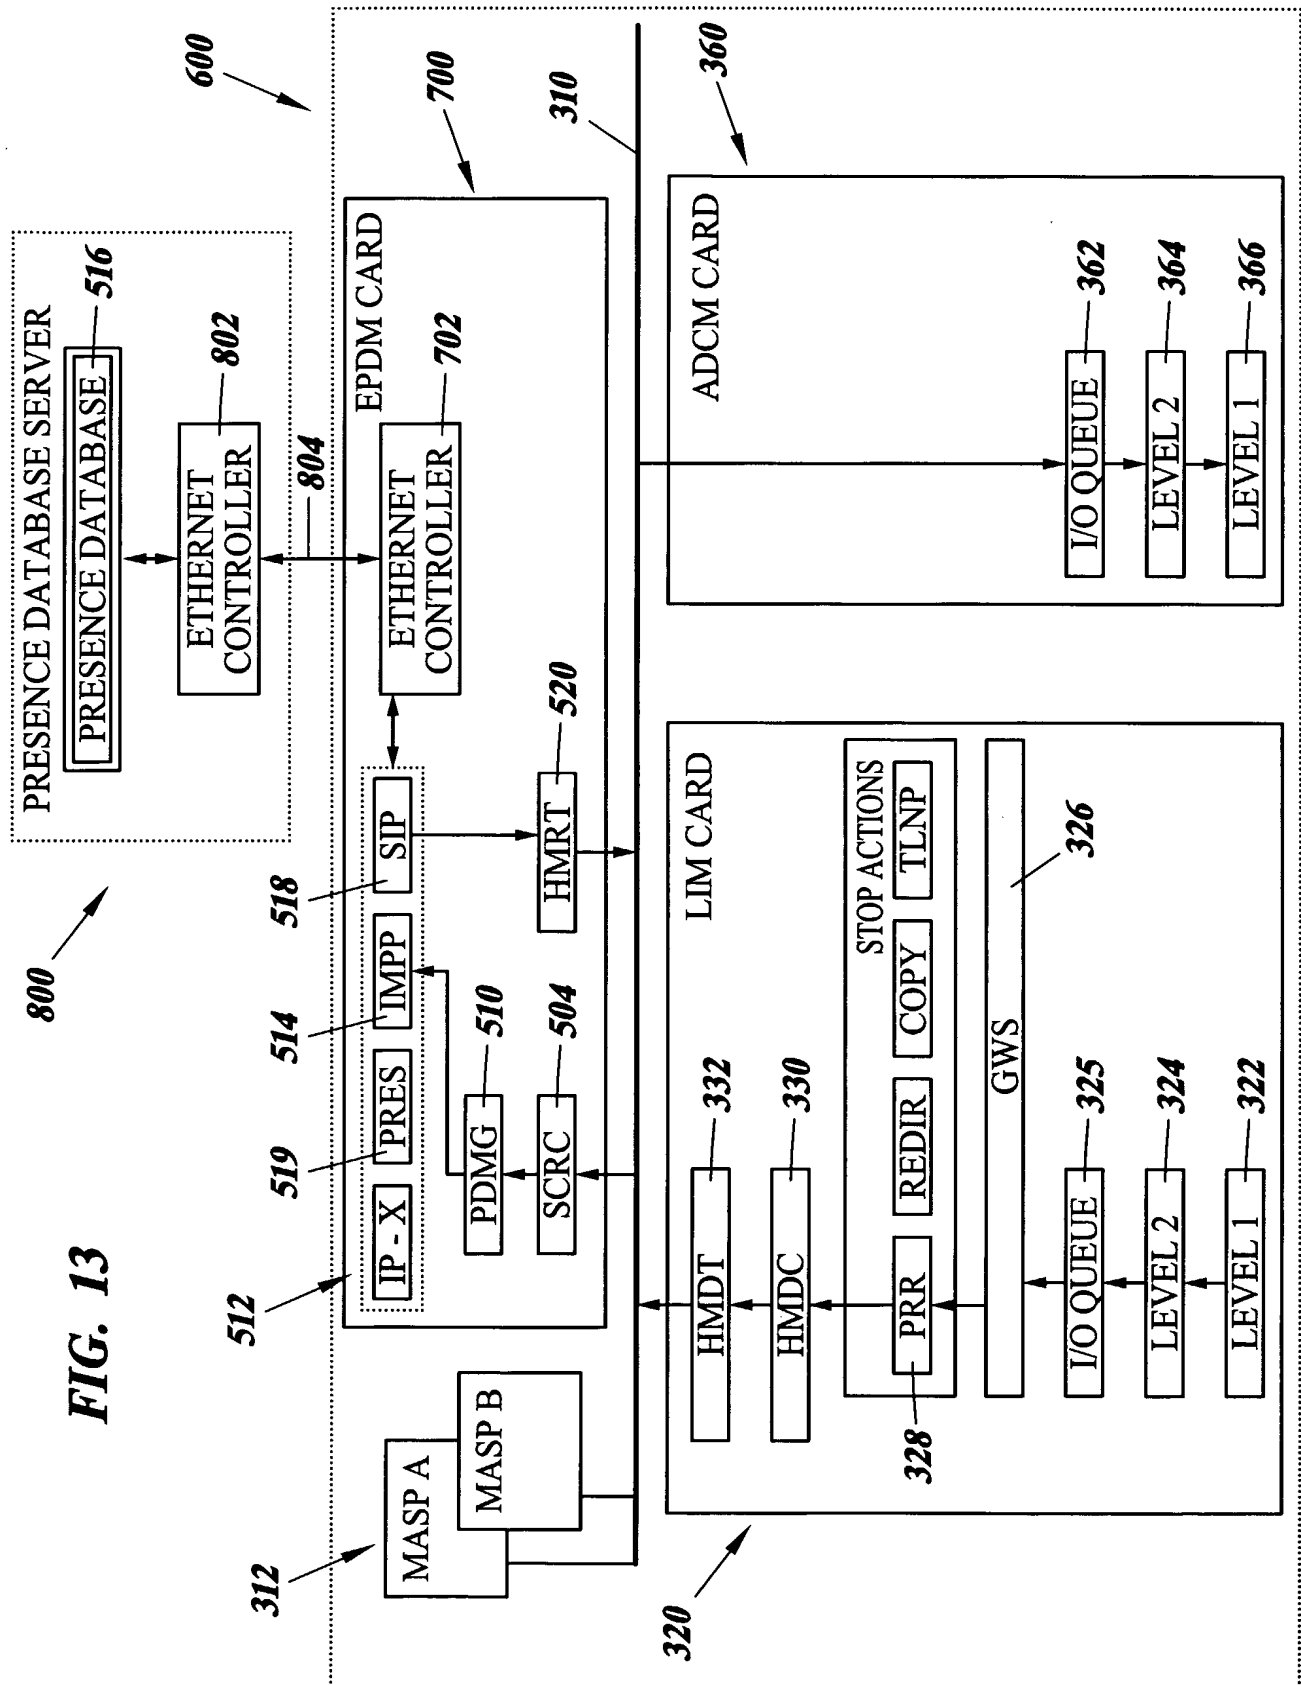 FIG. 13
800
PRESENCE DATABASE SERVER
PRESENCE DATABASE
516
ETHERNET
CONTROLLER
802
804
600
312
MASP A
MASP B
512
EPDM CARD
700
IP - X
PRES
IMPP
SIP
519
514
518
ETHERNET
CONTROLLER
702
PDMG
510
SCRC
504
HMRT
520
310
320
LIM CARD
HMDT
332
HMDC
330
STOP ACTIONS
PRR
REDIR
COPY
TLNP
328
GWS
326
I/O QUEUE
325
LEVEL 2
324
LEVEL 1
322
360
ADCM CARD
I/O QUEUE
362
LEVEL 2
364
LEVEL 1
366